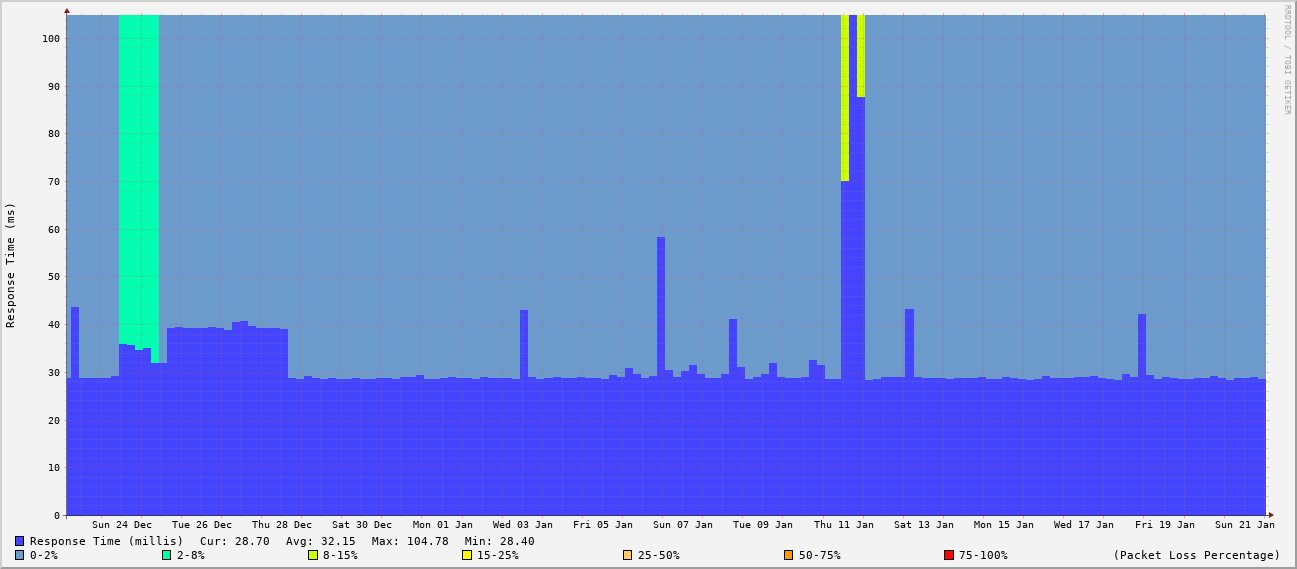 RRDTOOL / TOBI OETIKER
Response Time (ms)
100
90
80
70
60
50
40
30
20
10
0
Sun 24 Dec Tue 26 Dec Thu 28 Dec Sat 30 Dec Mon 01 Jan Wed 03 Jan Fri 05 Jan Sun 07 Jan Tue 09 Jan Thu 11 Jan Sat 13 Jan Mon 15 Jan Wed 17 Jan Fri 19 Jan Sun 21 Jan
Response Time (millis) Cur: 28.70 Avg: 32.15 Max: 104.78 Min: 28.40
0-2% 2-8% 8-15% 15-25% 25-50% 50-75% 75-100% (Packet Loss Percentage)